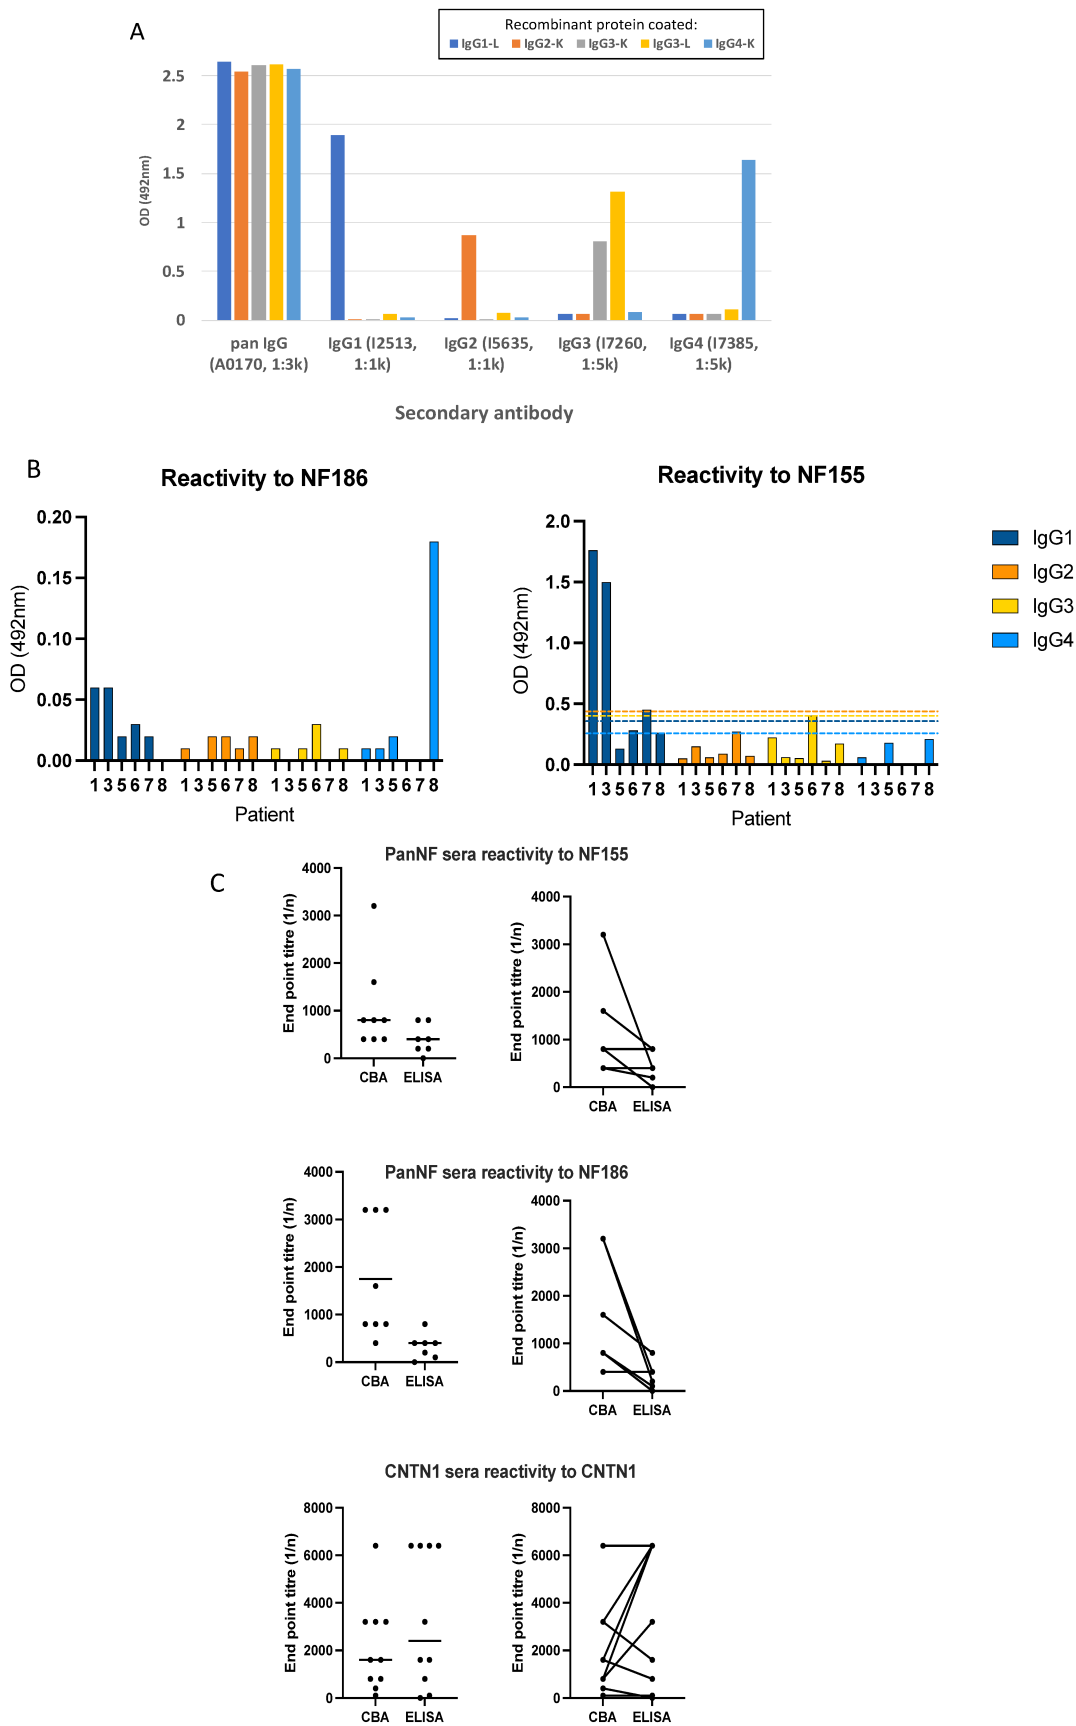 A
Recombinant protein coated:
IgG1-L IgG2-K IgG3-K IgG3-L IgG4-K
2.5
2
1.5
1
0.5
0
OD (492nm)
pan IgG (A0170, 1:3k)
IgG1 (I2513, 1:1k)
IgG2 (I5635, 1:1k)
IgG3 (I7260, 1:5k)
IgG4 (I7385, 1:5k)
Secondary antibody
B
Reactivity to NF186
0.20
0.15
0.10
0.05
0.00
OD (492nm)
1 3 5 6 7 8 1 3 5 6 7 8 1 3 5 6 7 8 1 3 5 6 7 8
Patient
Reactivity to NF155
2.0
1.5
1.0
0.5
0.0
OD (492nm)
1 3 5 6 7 8 1 3 5 6 7 8 1 3 5 6 7 8 1 3 5 6 7 8
Patient
IgG1
IgG2
IgG3
IgG4
C
PanNF sera reactivity to NF155
4000
3000
2000
1000
0
End point titre (1/n)
CBA ELISA
4000
3000
2000
1000
0
End point titre (1/n)
CBA ELISA
PanNF sera reactivity to NF186
4000
3000
2000
1000
0
End point titre (1/n)
CBA ELISA
4000
3000
2000
1000
0
End point titre (1/n)
CBA ELISA
CNTN1 sera reactivity to CNTN1
8000
6000
4000
2000
0
End point titre (1/n)
CBA ELISA
8000
6000
4000
2000
0
End point titre (1/n)
CBA ELISA